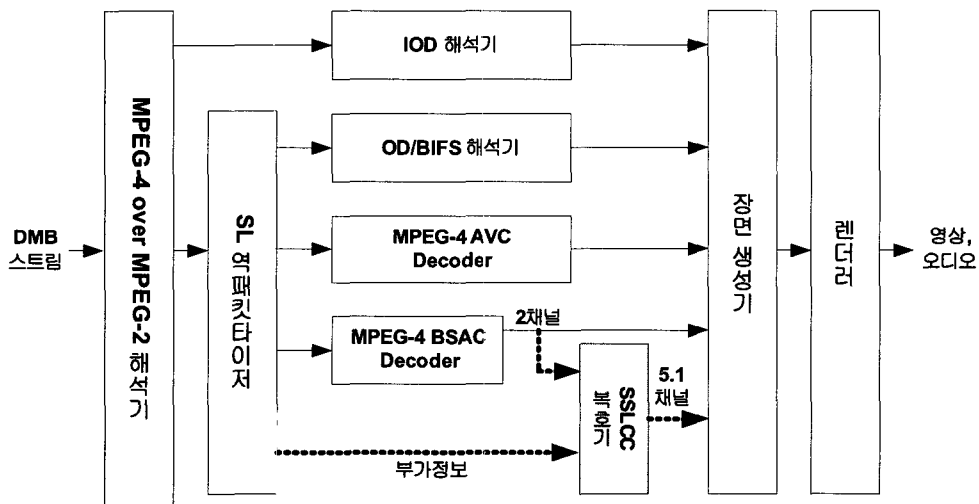 DMB
스트림
MPEG-4 over MPEG-2 해석기
SL 역패킷타이저
IOD 해석기
OD/BIFS 해석기
MPEG-4 AVC
Decoder
MPEG-4 BSAC
Decoder
2채널
SSLCC
복호기
5.1
채널
부가정보
장면 생성기
렌더러
영상,
오디오